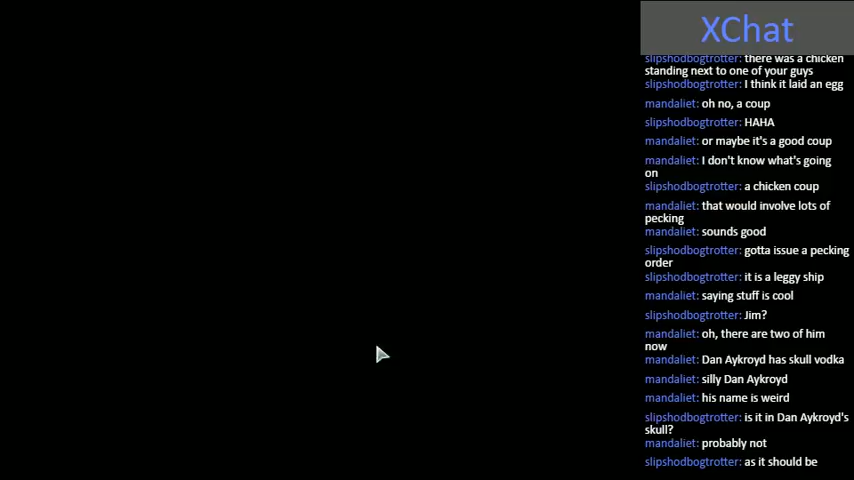 XChat
slipshodbogtrotter: there was a chicken
standing next to one of your guys
slipshodbogtrotter: I think it laid an egg
mandaliet: oh no, a coup
slipshodbogtrotter: HAHA
mandaliet: or maybe it's a good coup
mandaliet: I don't know what's going
on
slipshodbogtrotter: a chicken coup
mandaliet: that would involve lots of
pecking
mandaliet: sounds good
slipshodbogtrotter: gotta issue a pecking
order
slipshodbogtrotter: it is a leggy ship
mandaliet: saying stuff is cool
slipshodbogtrotter: Jim?
mandaliet: oh, there are two of him
now
mandaliet: Dan Aykroyd has skull vodka
mandaliet: silly Dan Aykroyd
mandaliet: his name is weird
slipshodbogtrotter: is it in Dan Aykroyd's
skull?
mandaliet: probably not
slipshodbogtrotter: as it should be